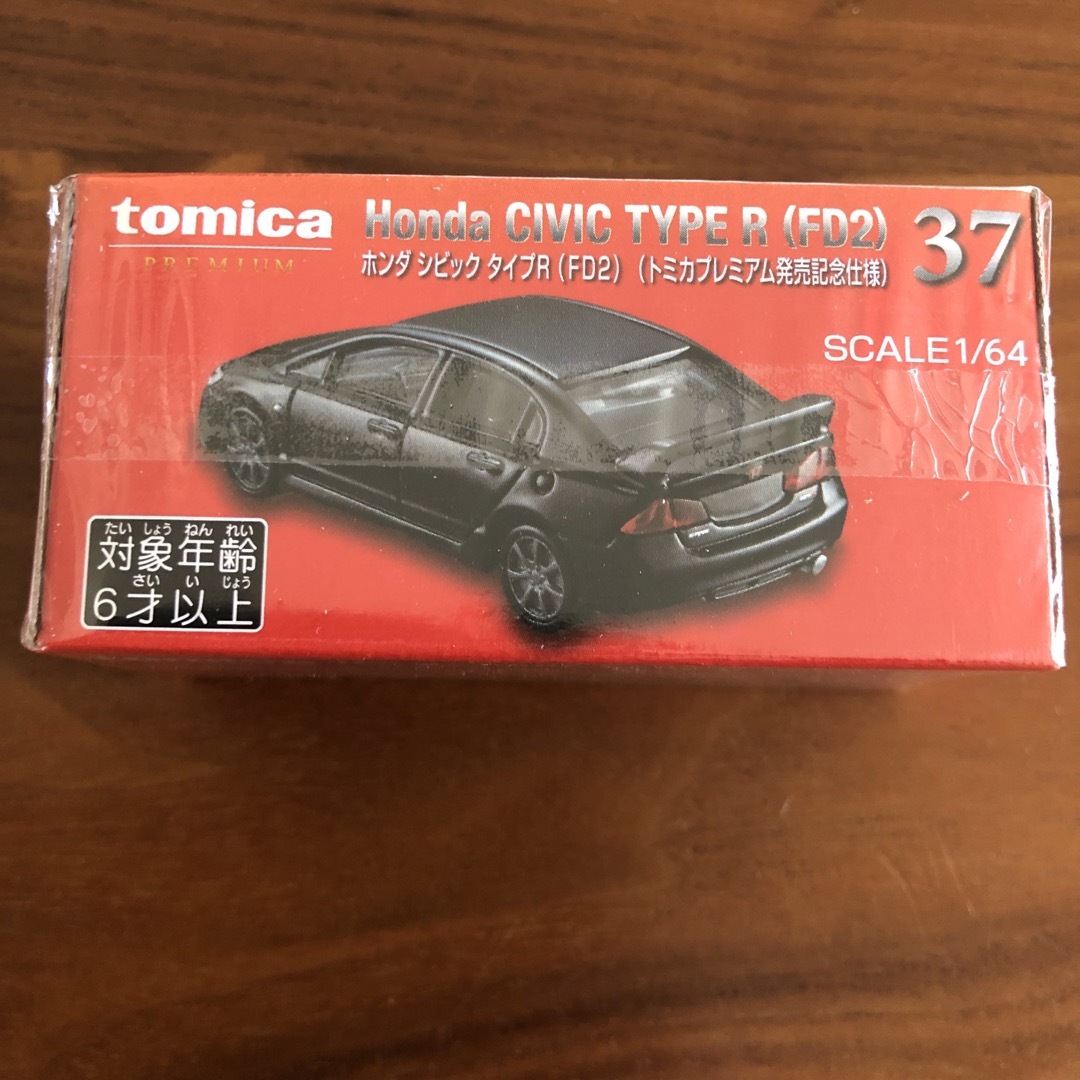 tomica
PREMIUM
Honda CIVIC TYPE R (FD2)
ホンダ シビック タイプR（FD2）（トミカプレミアム発売記念仕様）
37
SCALE 1/64
たい しょう ねん れい
対象年齢
さい い じょう
6才以上